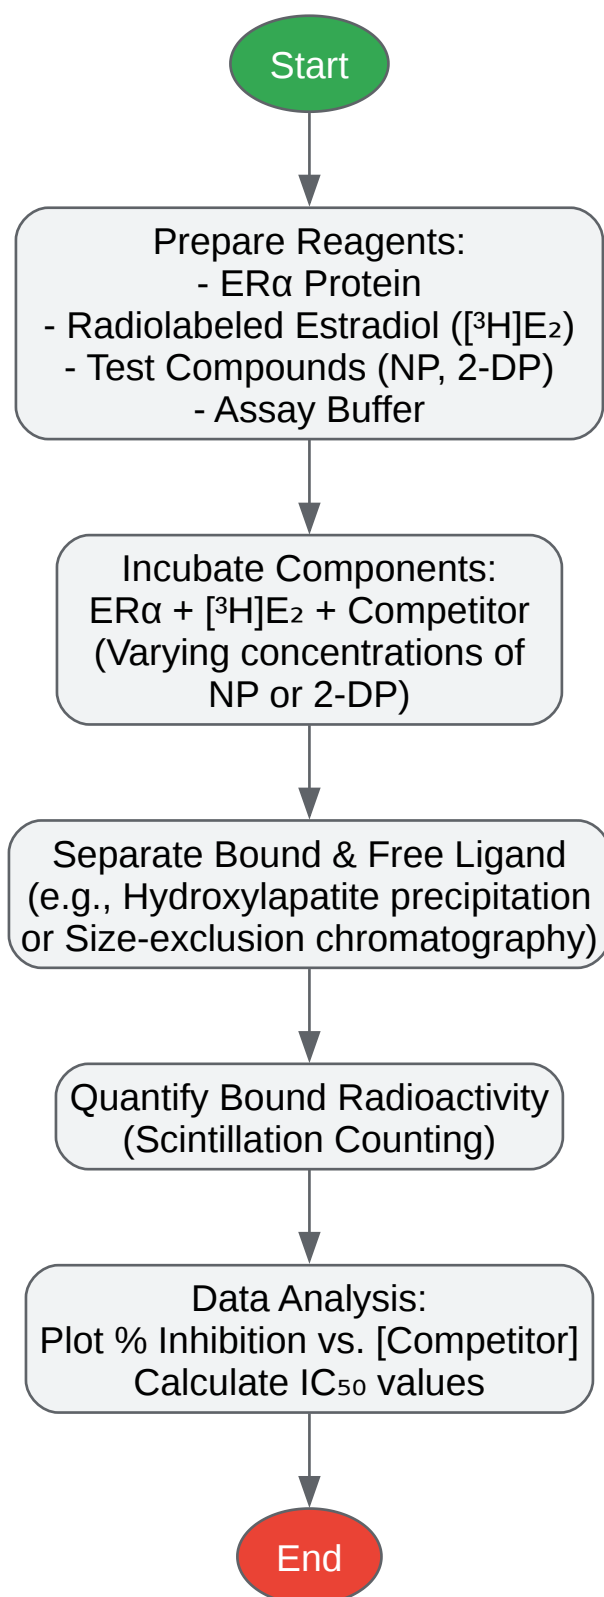 Start
Prepare Reagents:
- ERα Protein
- Radiolabeled Estradiol ([³H]E₂)
- Test Compounds (NP, 2-DP)
- Assay Buffer
Incubate Components:
ERα + [³H]E₂ + Competitor
(Varying concentrations of
NP or 2-DP)
Separate Bound & Free Ligand
(e.g., Hydroxylapatite precipitation
or Size-exclusion chromatography)
Quantify Bound Radioactivity
(Scintillation Counting)
Data Analysis:
Plot % Inhibition vs. [Competitor]
Calculate IC₅₀ values
End